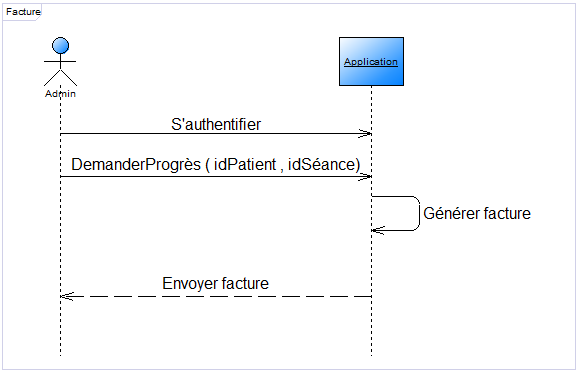 Facture
Application
Admin
S'authentifier
DemanderProgrès ( idPatient , idSéance)
Générer facture
Envoyer facture